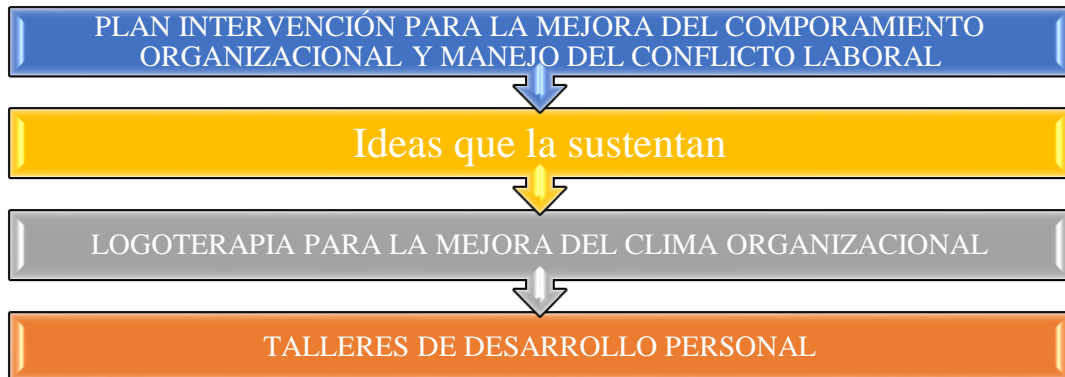 PLAN INTERVENCIÓN PARA LA MEJORA DEL COMPORAMIENTO
ORGANIZACIONAL Y MANEJO DEL CONFLICTO LABORAL
Ideas que la sustentan
LOGOTERAPIA PARA LA MEJORA DEL CLIMA ORGANIZACIONAL
TALLERES DE DESARROLLO PERSONAL